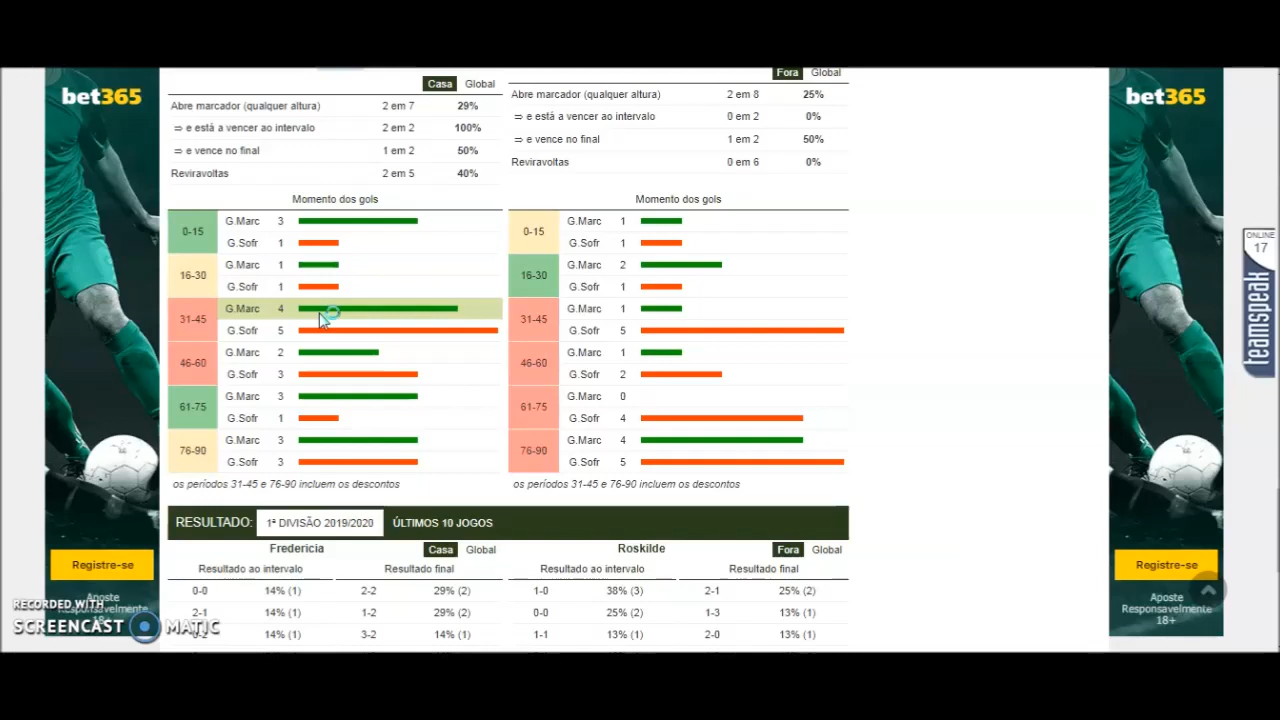 bet365
Casa Global
Abre marcador (qualquer altura) 2 em 7 29%
⇒ e está a vencer ao intervalo 2 em 2 100%
⇒ e vence no final 1 em 2 50%
Reviravoltas 2 em 5 40%
Momento dos gols
0-15 G.Marc 3
G.Sofr 1
16-30 G.Marc 1
G.Sofr 1
31-45 G.Marc 4
G.Sofr 5
46-60 G.Marc 2
G.Sofr 3
61-75 G.Marc 3
G.Sofr 1
76-90 G.Marc 3
G.Sofr 3
os períodos 31-45 e 76-90 incluem os descontos
Fora Global
Abre marcador (qualquer altura) 2 em 8 25%
⇒ e está a vencer ao intervalo 0 em 2 0%
⇒ e vence no final 1 em 2 50%
Reviravoltas 0 em 6 0%
Momento dos gols
0-15 G.Marc 1
G.Sofr 1
16-30 G.Marc 2
G.Sofr 1
31-45 G.Marc 1
G.Sofr 5
46-60 G.Marc 1
G.Sofr 2
61-75 G.Marc 0
G.Sofr 4
76-90 G.Marc 4
G.Sofr 5
os períodos 31-45 e 76-90 incluem os descontos
RESULTADO: 1ª DIVISÃO 2019/2020 ÚLTIMOS 10 JOGOS
Fredericia Casa Global
Resultado ao intervalo Resultado final
0-0 14% (1) 2-2 29% (2)
2-1 14% (1) 1-2 29% (2)
14% (1) 3-2 14% (1)
Roskilde Fora Global
Resultado ao intervalo Resultado final
1-0 38% (3) 2-1 25% (2)
0-0 25% (2) 1-3 13% (1)
1-1 13% (1) 2-0 13% (1)
Registre-se
Aposte
Responsavelmente
18+
RECORDED WITH
SCREENCAST MATIC
bet365
Registre-se
Aposte
Responsavelmente
18+
ONLINE
17
teamspeak